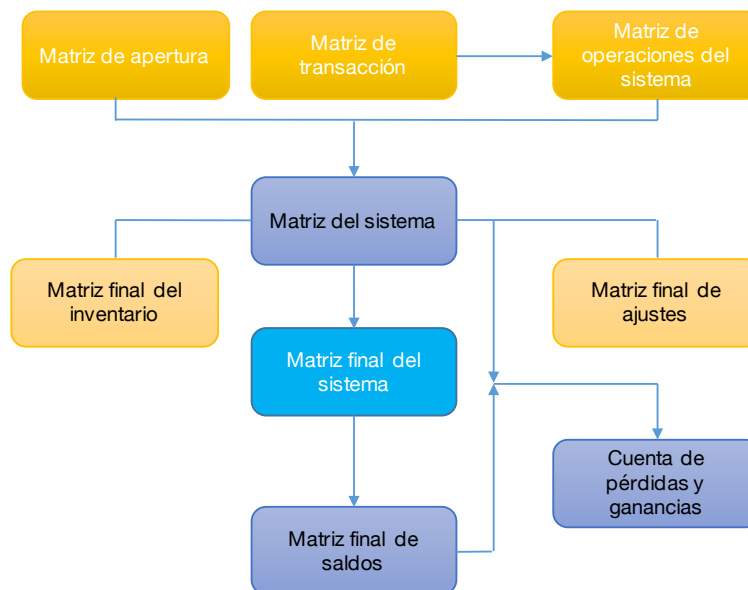 Matriz de apertura
Matriz de
transacción
Matriz de
operaciones del
sistema
Matriz del sistema
Matriz final del
inventario
Matriz final de
ajustes
Matriz final del
sistema
Cuenta de
pérdidas y
ganancias
Matriz final de
saldos